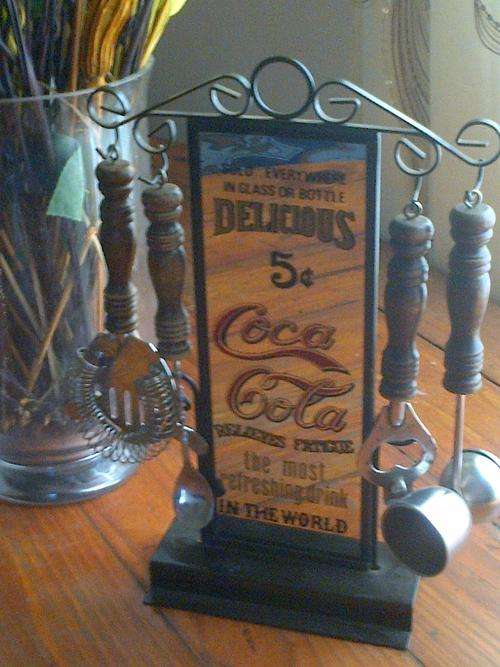 SOLD EVERYWHERE
IN GLASS OR BOTTLE
DELICIOUS
5¢
Coca
Cola
RELIEVES FATIGUE
the most
refreshing drink
IN THE WORLD